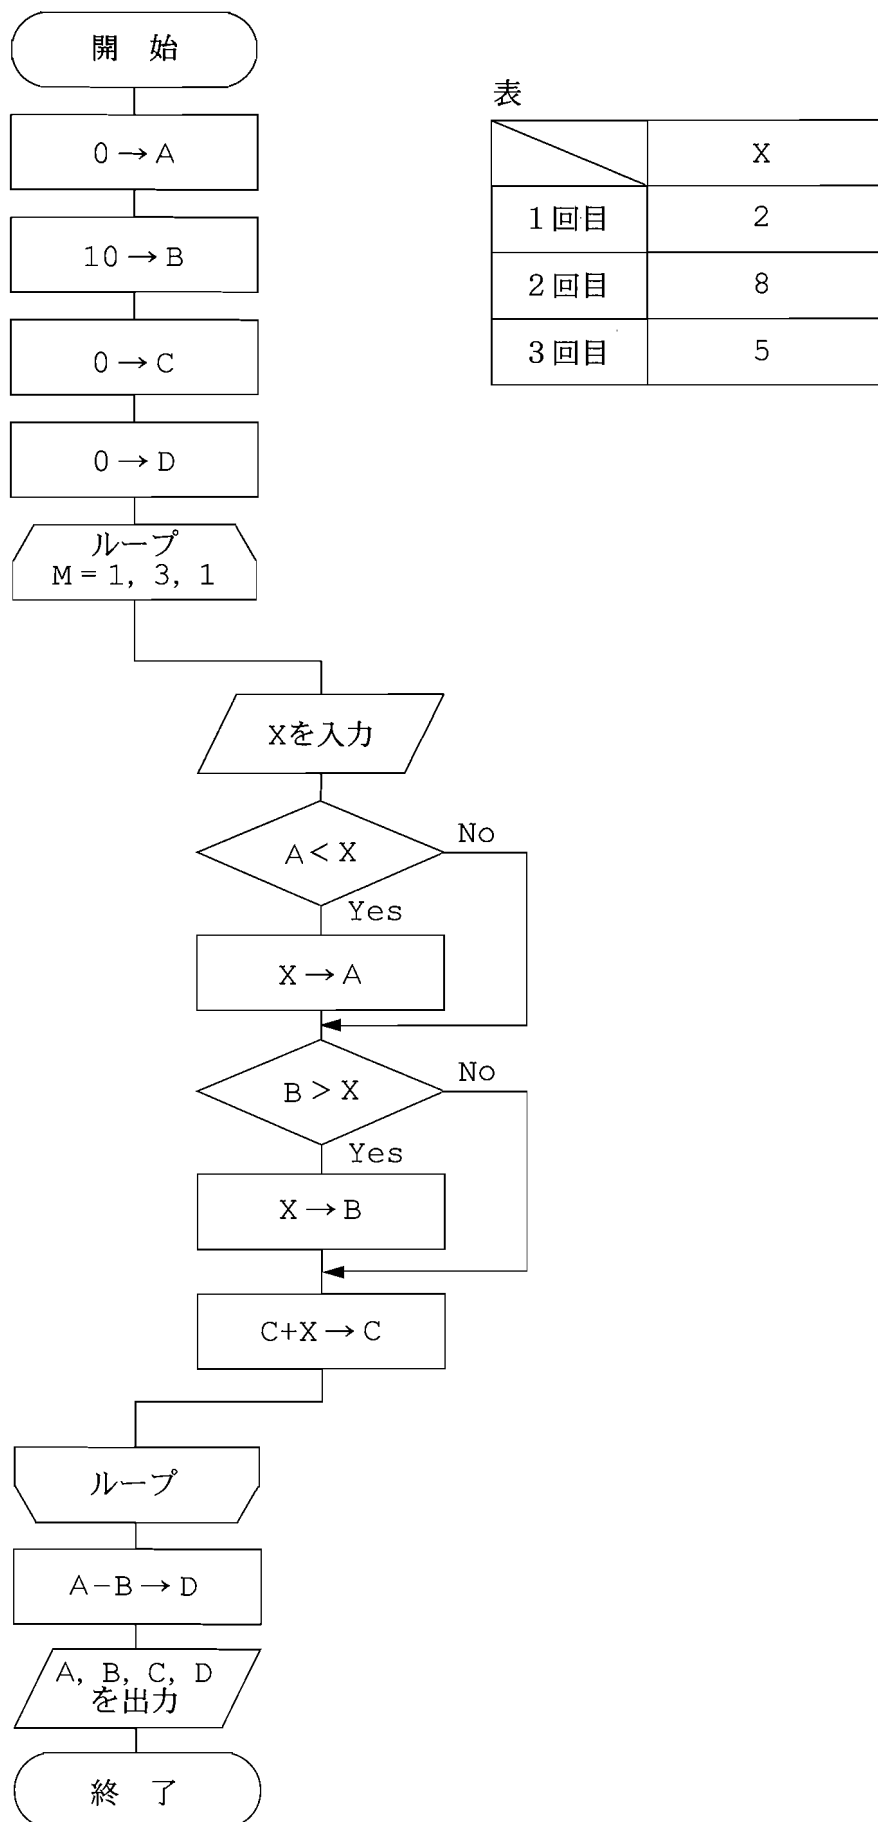 開 始
0→A
10→B
0→C
0→D
ループ
M = 1, 3, 1
Xを入力
A < X
No
Yes
X→A
B > X
No
Yes
X→B
C+X→C
ループ
A-B→D
A, B, C, D
を出力
終 了
表
X
1回目 2
2回目 8
3回目 5